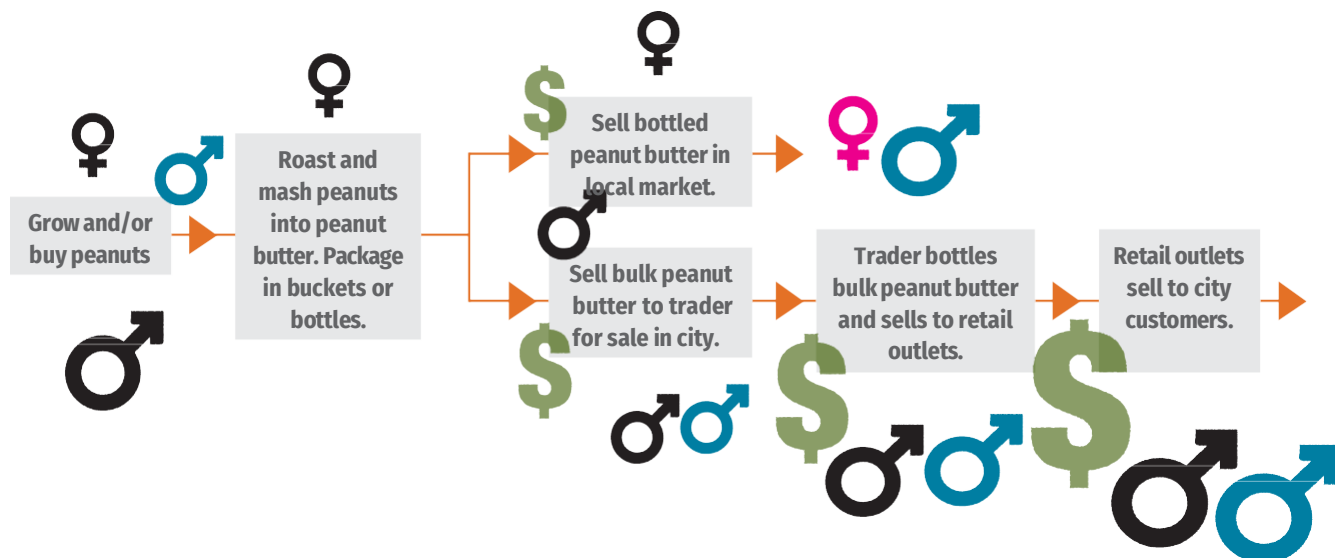 Grow and/or
buy peanuts
Roast and
mash peanuts
into peanut
butter. Package
in buckets or
bottles.
$
Sell bottled
peanut butter in
local market.
$
Sell bulk peanut
butter to trader
for sale in city.
$
Trader bottles
bulk peanut butter
and sells to retail
outlets.
$
Retail outlets
sell to city
customers.